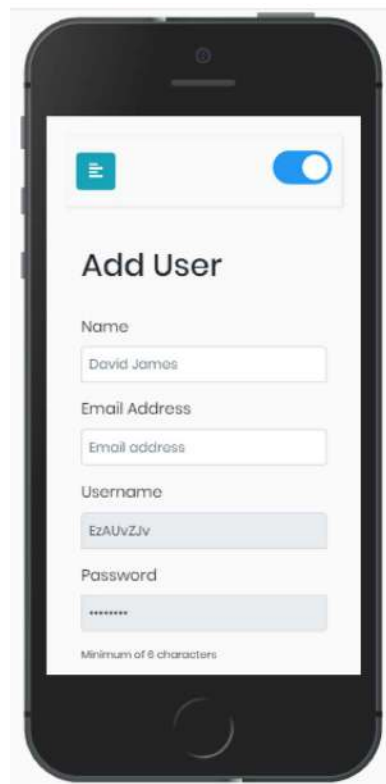 Add User
Name
David James
Email Address
Email address
Username
EzAUvZJv
Password
••••••••
Minimum of 6 characters